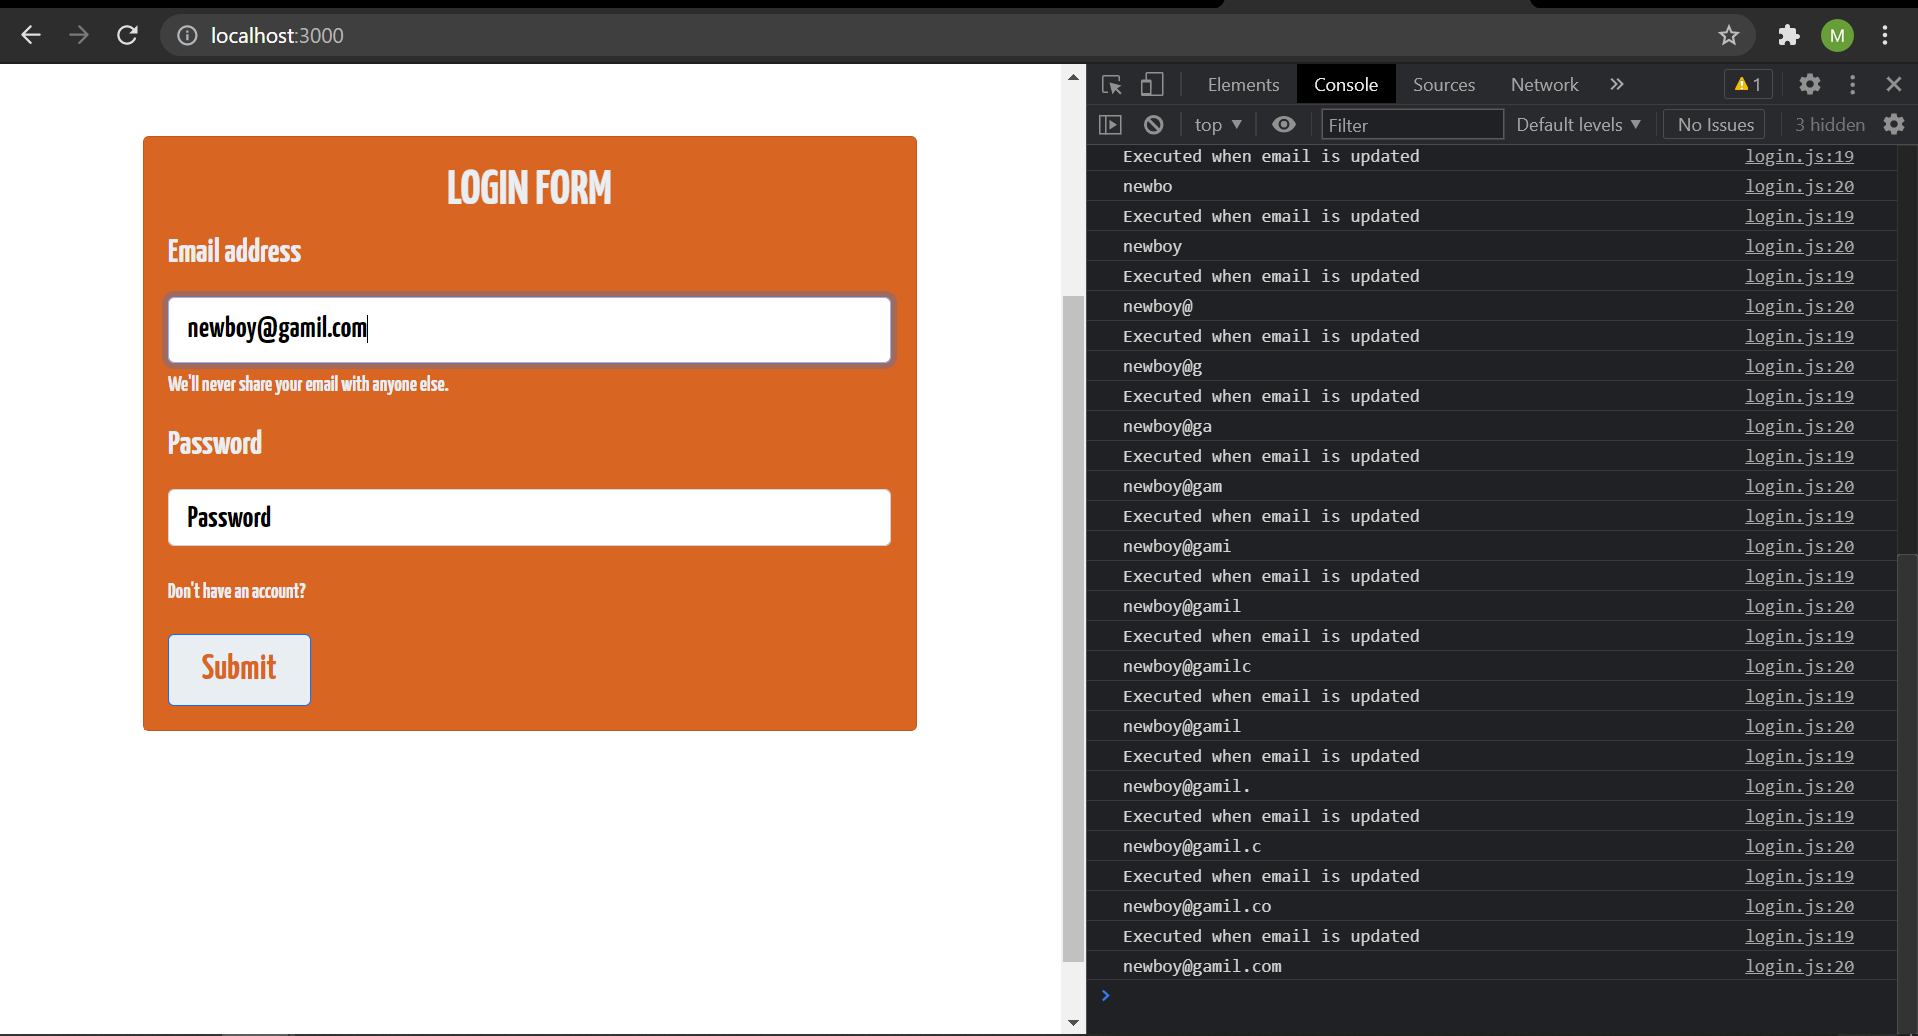 localhost:3000
M
LOGIN FORM
Email address
newboy@gamil.com
We'll never share your email with anyone else.
Password
Password
Don't have an account?
Submit
Elements Console Sources Network » 1
top Filter Default levels No Issues 3 hidden
Executed when email is updated login.js:19
newbo login.js:20
Executed when email is updated login.js:19
newboy login.js:20
Executed when email is updated login.js:19
newboy@ login.js:20
Executed when email is updated login.js:19
newboy@g login.js:20
Executed when email is updated login.js:19
newboy@ga login.js:20
Executed when email is updated login.js:19
newboy@gam login.js:20
Executed when email is updated login.js:19
newboy@gami login.js:20
Executed when email is updated login.js:19
newboy@gamil login.js:20
Executed when email is updated login.js:19
newboy@gamilc login.js:20
Executed when email is updated login.js:19
newboy@gamil login.js:20
Executed when email is updated login.js:19
newboy@gamil. login.js:20
Executed when email is updated login.js:19
newboy@gamil.c login.js:20
Executed when email is updated login.js:19
newboy@gamil.co login.js:20
Executed when email is updated login.js:19
newboy@gamil.com login.js:20